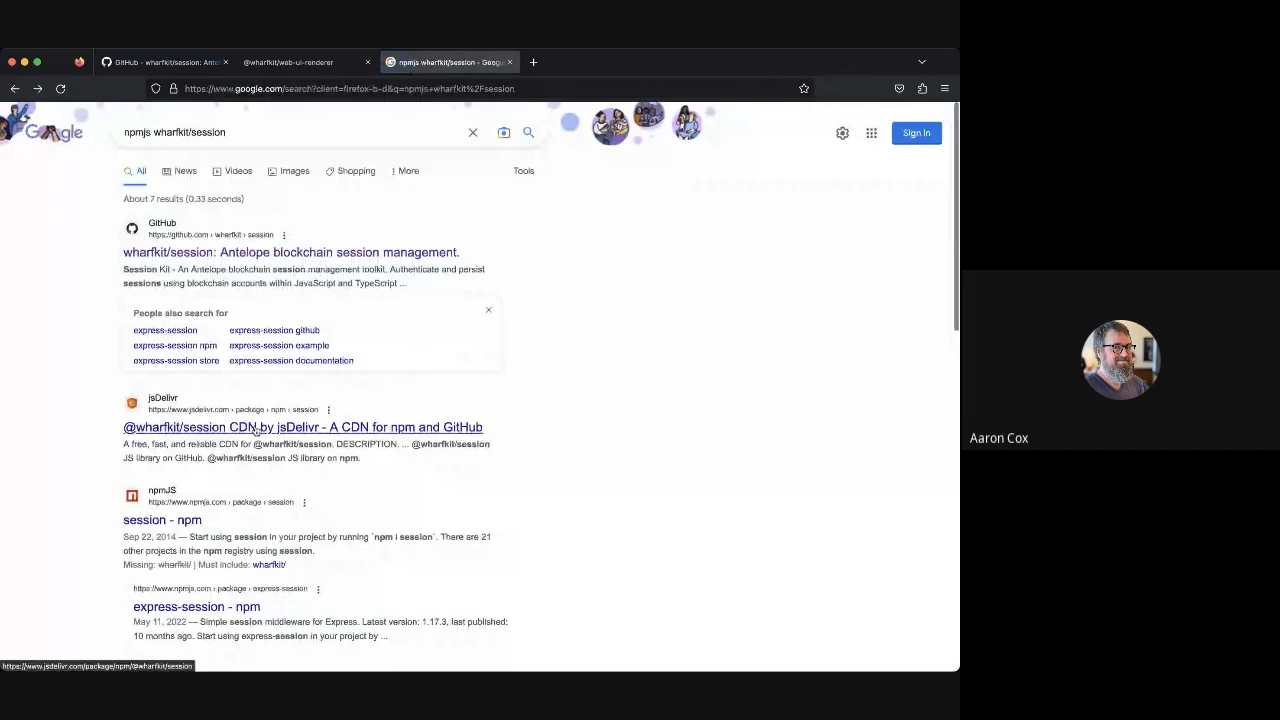 GitHub - wharfkit/session: Ante
@wharfkit/web-ui-renderer
npmjs wharfkit/session - Goog
https://www.google.com/search?client=firefox-b-d&q=npmjs+wharfkit%2Fsession
Google
npmjs wharfkit/session
Sign In
All
News
Videos
Images
Shopping
More
Tools
About 7 results (0.33 seconds)
GitHub
https://github.com › wharfkit › session
wharfkit/session: Antelope blockchain session management.
Session Kit - An Antelope blockchain session management toolkit. Authenticate and persist
sessions using blockchain accounts within JavaScript and TypeScript ...
People also search for
express-session express-session github
express-session npm express-session example
express-session store express-session documentation
jsDelivr
https://www.jsdelivr.com › package › npm › session
@wharfkit/session CDN by jsDelivr - A CDN for npm and GitHub
A free, fast, and reliable CDN for @wharfkit/session. DESCRIPTION. ... @wharfkit/session
JS library on GitHub. @wharfkit/session JS library on npm.
npmJS
https://www.npmjs.com › package › session
session - npm
Sep 22, 2014 — Start using session in your project by running `npm i session`. There are 21
other projects in the npm registry using session.
Missing: wharfkit/ | Must include: wharfkit/
https://www.npmjs.com › package › express-session
express-session - npm
May 11, 2022 — Simple session middleware for Express. Latest version: 1.17.3, last published:
10 months ago. Start using express-session in your project by ...
https://www.jsdelivr.com/package/npm/@wharfkit/session
Aaron Cox